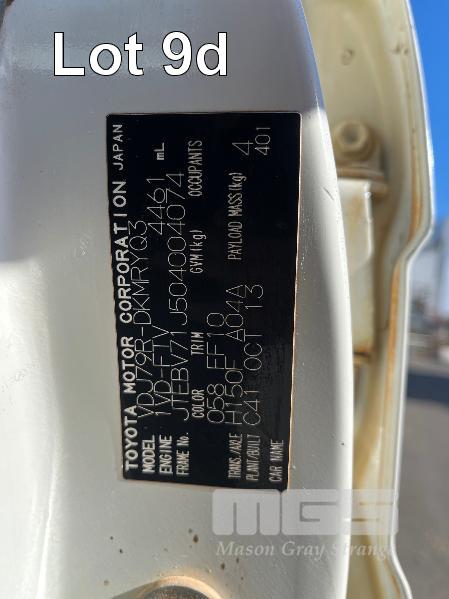 Lot 9d
TOYOTA MOTOR CORPORATION JAPAN
VDJ79R-DKMRYQ3
ENGINE 1VD-FTV 4461 mL
FRAME No. JTEBV71J504004074
COLOR TRIM GVM(kg) OCCUPANTS
058 FF10 4
TRANS./AXLE H150F A04A PAYLOAD MASS(kg) 401
PLANT/BUILT C41 OCT 13
CAR NAME
MGS
Mason Gray Strange